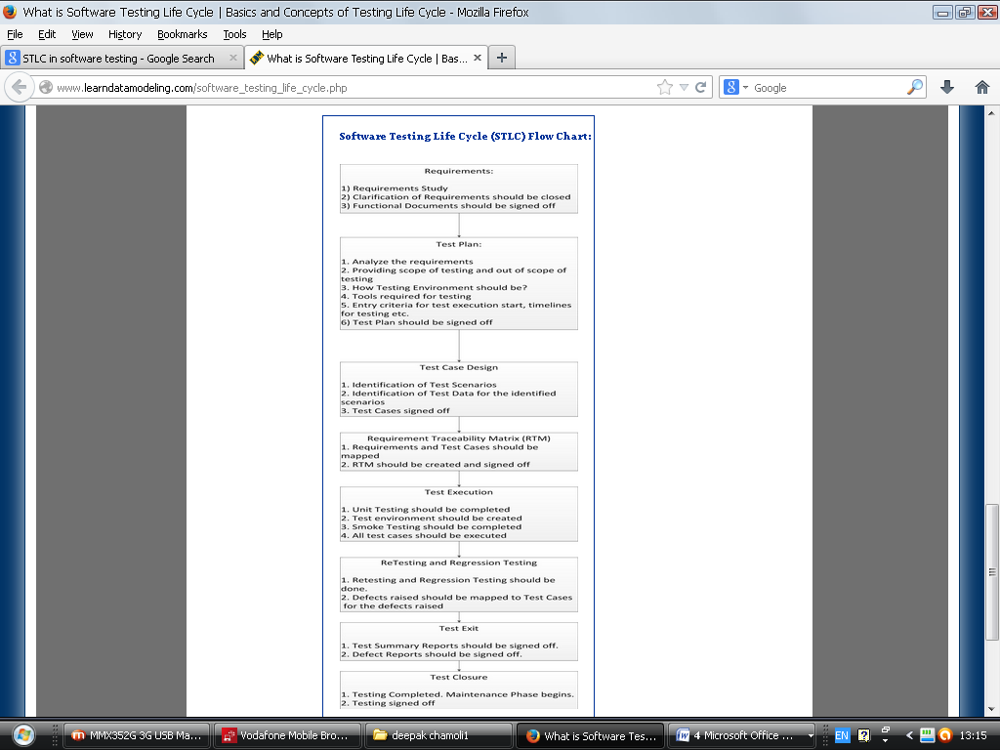 What is Software Testing Life Cycle | Basics and Concepts of Testing Life Cycle - Mozilla Firefox
File Edit View History Bookmarks Tools Help
STLC in software testing - Google Search
What is Software Testing Life Cycle | Bas...
www.learndatamodeling.com/software_testing_life_cycle.php
Google
Software Testing Life Cycle (STLC) Flow Chart:
Requirements:
1) Requirements Study
2) Clarification of Requirements should be closed
3) Functional Documents should be signed off
Test Plan:
1. Analyze the requirements
2. Providing scope of testing and out of scope of
testing
3. How Testing Environment should be?
4. Tools required for testing
5. Entry criteria for test execution start, timelines
for testing etc.
6) Test Plan should be signed off
Test Case Design
1. Identification of Test Scenarios
2. Identification of Test Data for the identified
scenarios
3. Test Cases signed off
Requirement Traceability Matrix (RTM)
1. Requirements and Test Cases should be
mapped
2. RTM should be created and signed off
Test Execution
1. Unit Testing should be completed
2. Test environment should be created
3. Smoke Testing should be completed
4. All test cases should be executed
ReTesting and Regression Testing
1. Retesting and Regression Testing should be
done.
2. Defects raised should be mapped to Test Cases
for the defects raised
Test Exit
1. Test Summary Reports should be signed off.
2. Defect Reports should be signed off.
Test Closure
1. Testing Completed. Maintenance Phase begins.
2. Testing signed off
MMX352G 3G USB Ma...
Vodafone Mobile Bro...
deepak chamoli1
What is Software Tes...
4 Microsoft Office ...
EN
13:15